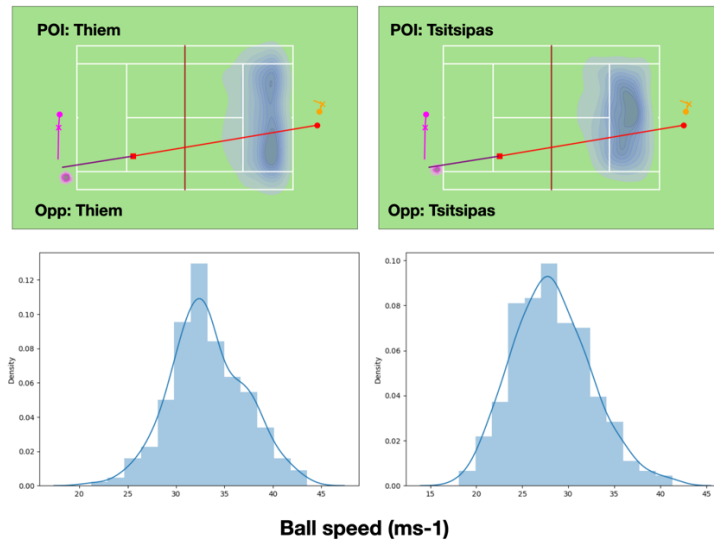 POI: Thiem
Opp: Thiem
POI: Tsitsipas
Opp: Tsitsipas
0.12
0.10
0.08
0.06
0.04
0.02
0.00
Density
20 25 30 35 40 45
0.10
0.08
0.06
0.04
0.02
0.00
Density
15 20 25 30 35 40 45
Ball speed (ms-1)